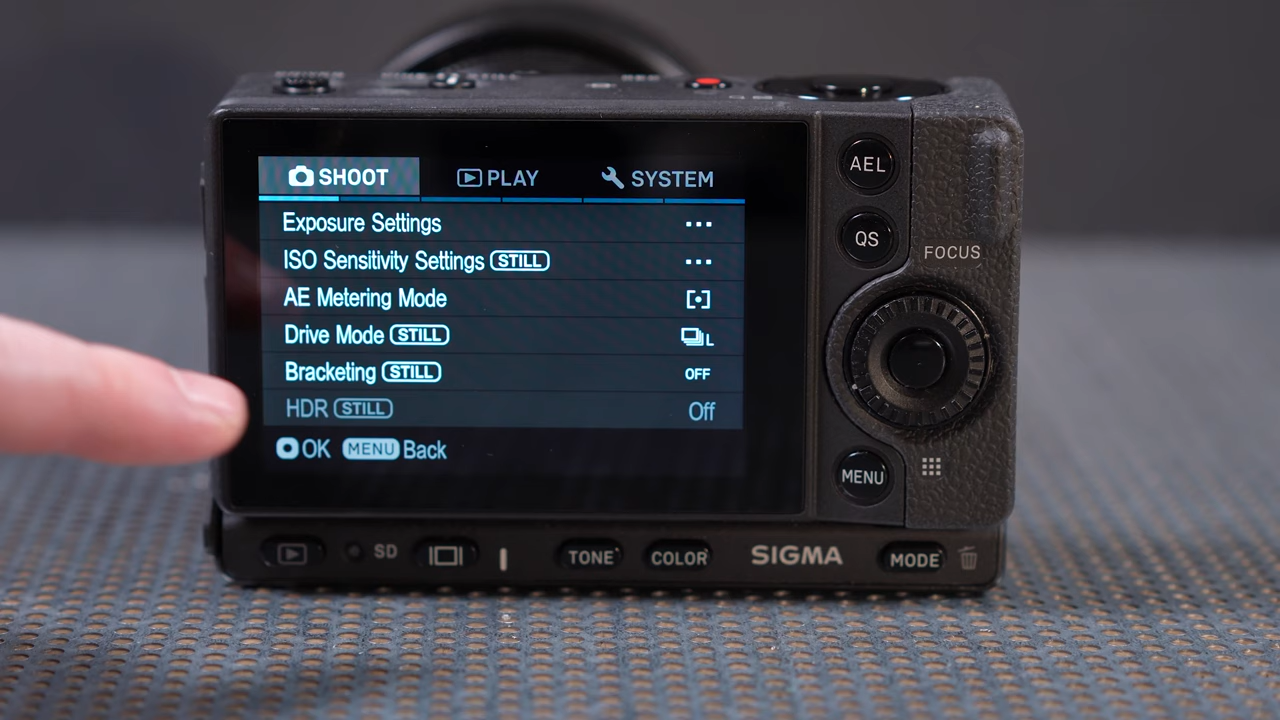 SHOOT PLAY SYSTEM
Exposure Settings ...
ISO Sensitivity Settings STILL ...
AE Metering Mode
Drive Mode STILL L
Bracketing STILL OFF
HDR STILL Off
OK MENU Back
AEL
QS
FOCUS
MENU
SD TONE COLOR SIGMA MODE